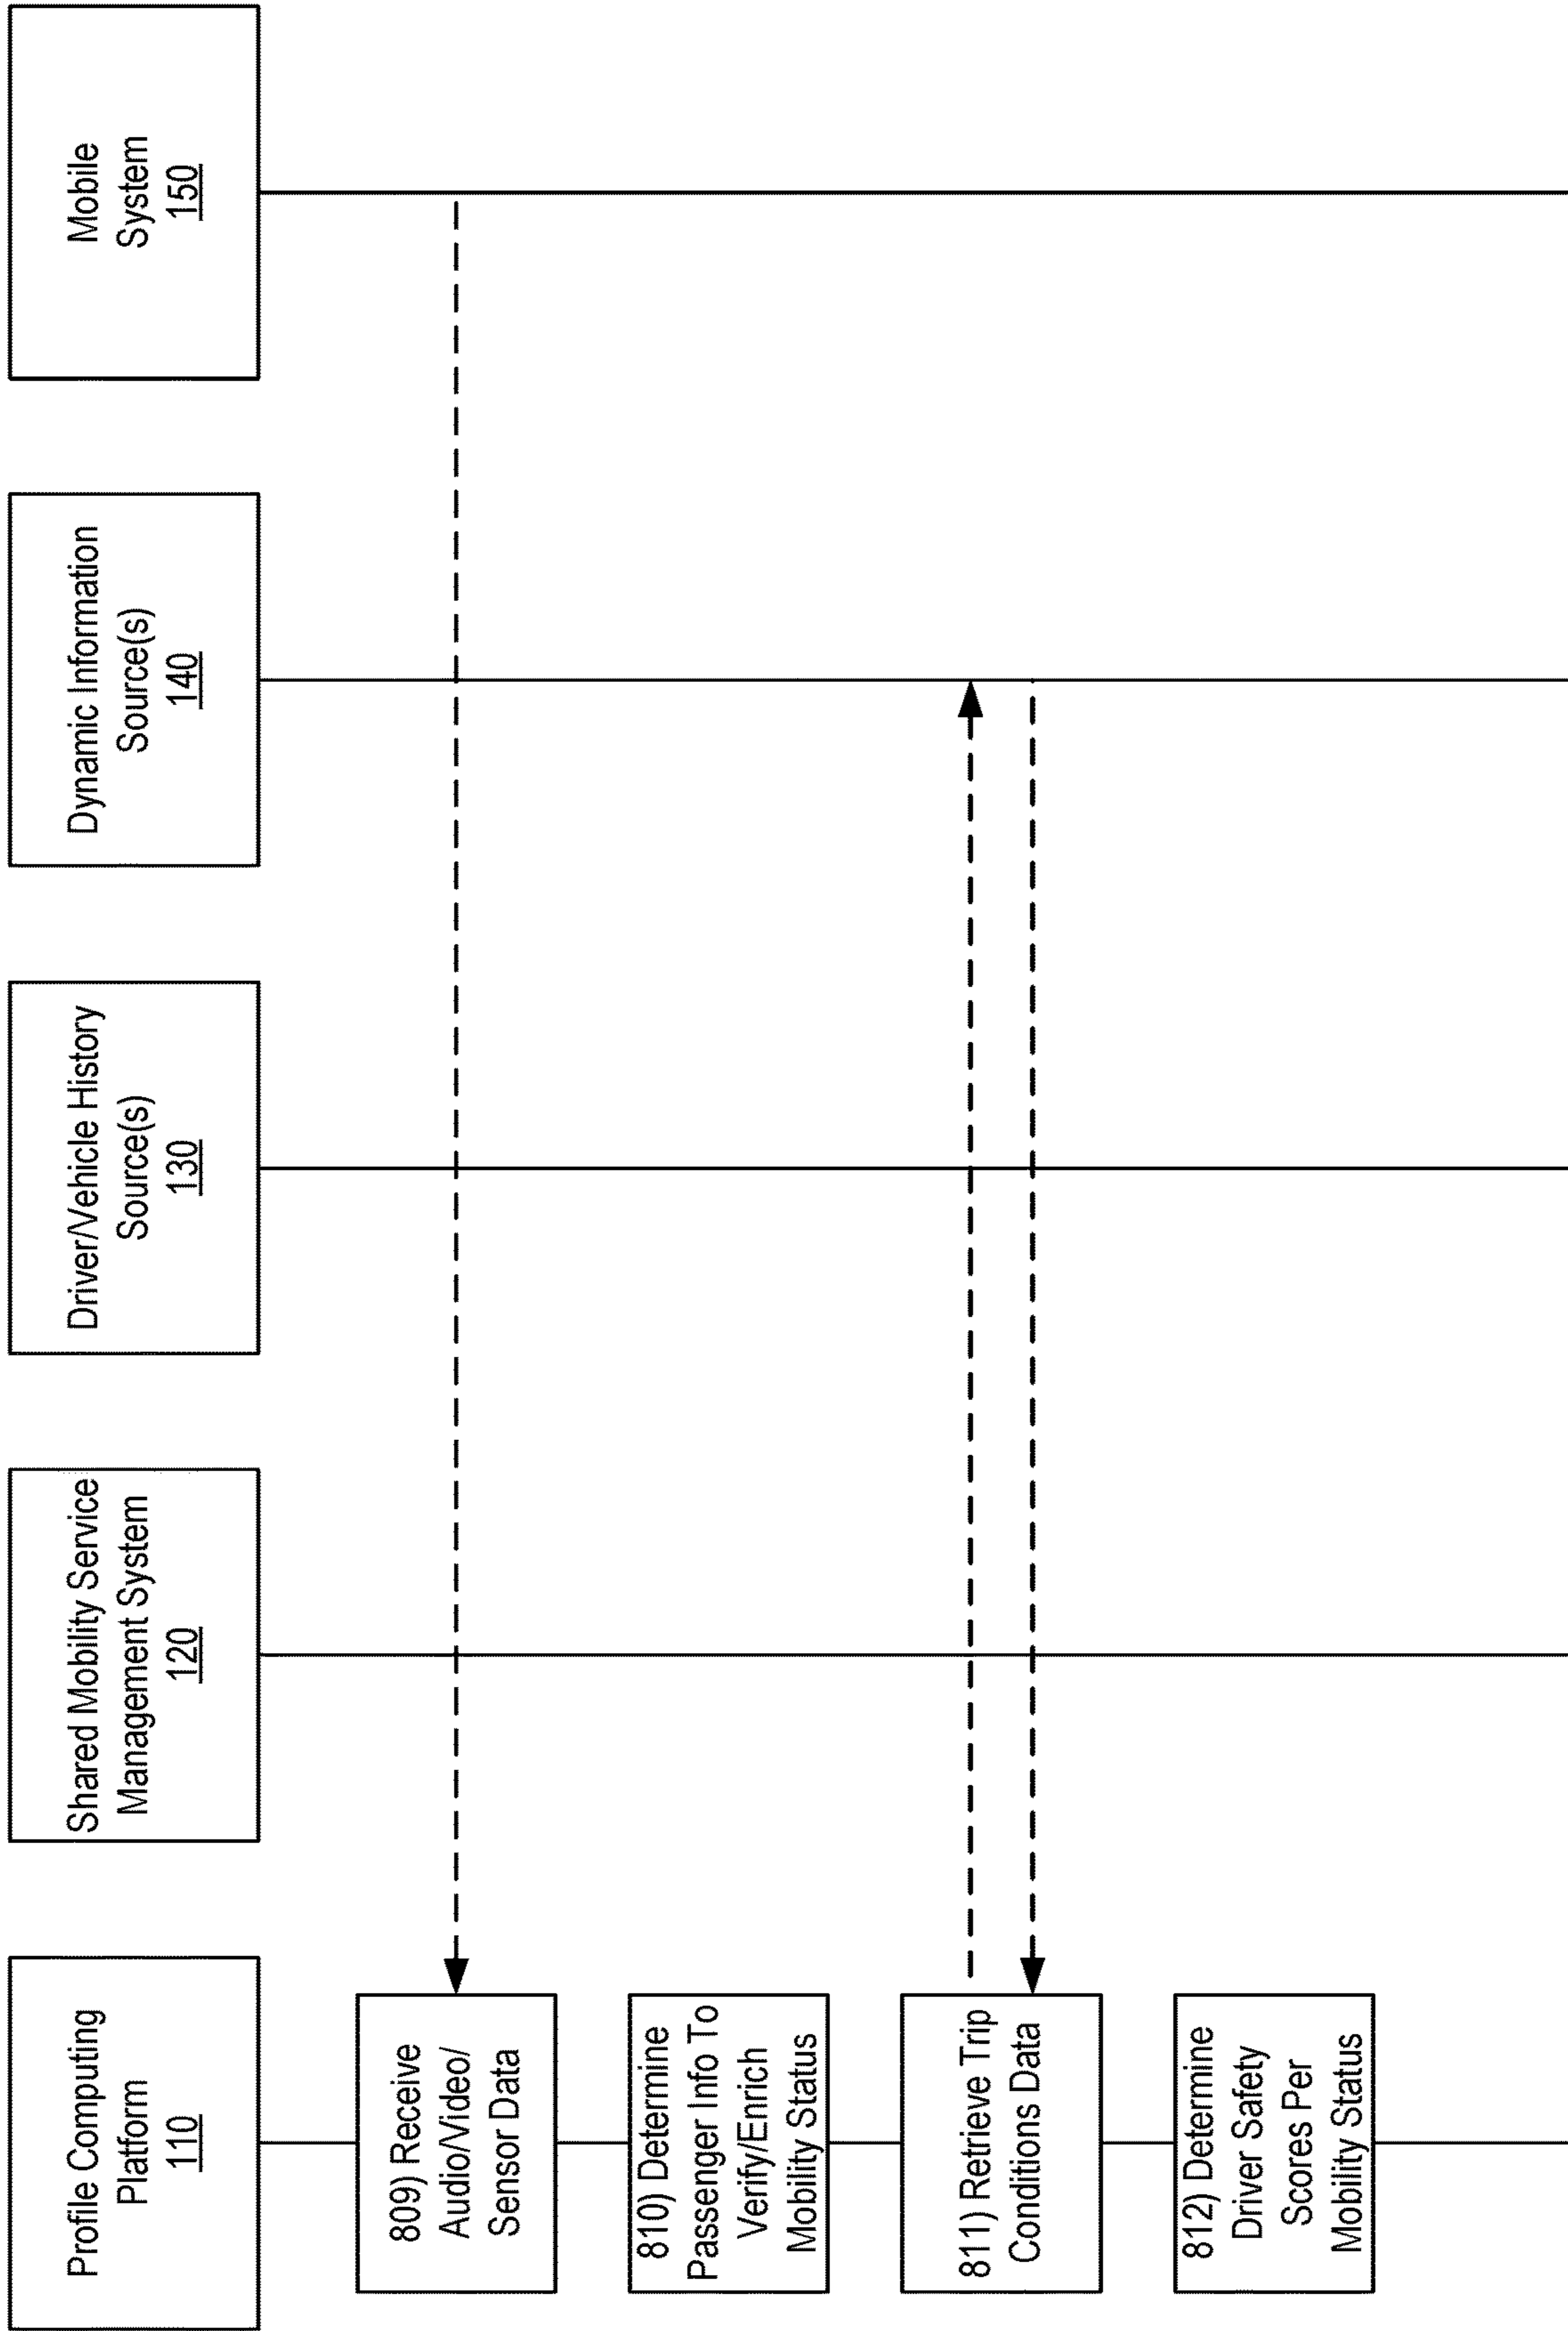 Profile Computing
Platform
110
Shared Mobility Service
Management System
120
Driver/Vehicle History
Source(s)
130
Dynamic Information
Source(s)
140
Mobile
System
150
809) Receive
Audio/Video/
Sensor Data
810) Determine
Passenger Info To
Verify/Enrich
Mobility Status
811) Retrieve Trip
Conditions Data
812) Determine
Driver Safety
Scores Per
Mobility Status